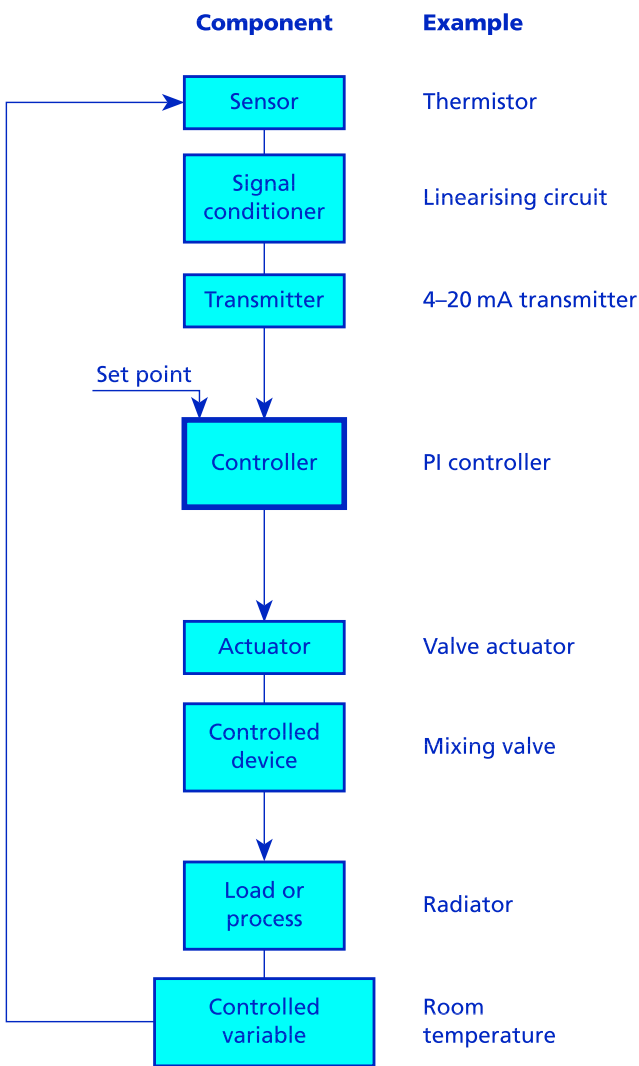 Component Example
Sensor Thermistor
Signal
conditioner
Linearising circuit
Transmitter 4–20 mA transmitter
Set point
Controller PI controller
Actuator Valve actuator
Controlled
device
Mixing valve
Load or
process
Radiator
Controlled
variable
Room
temperature